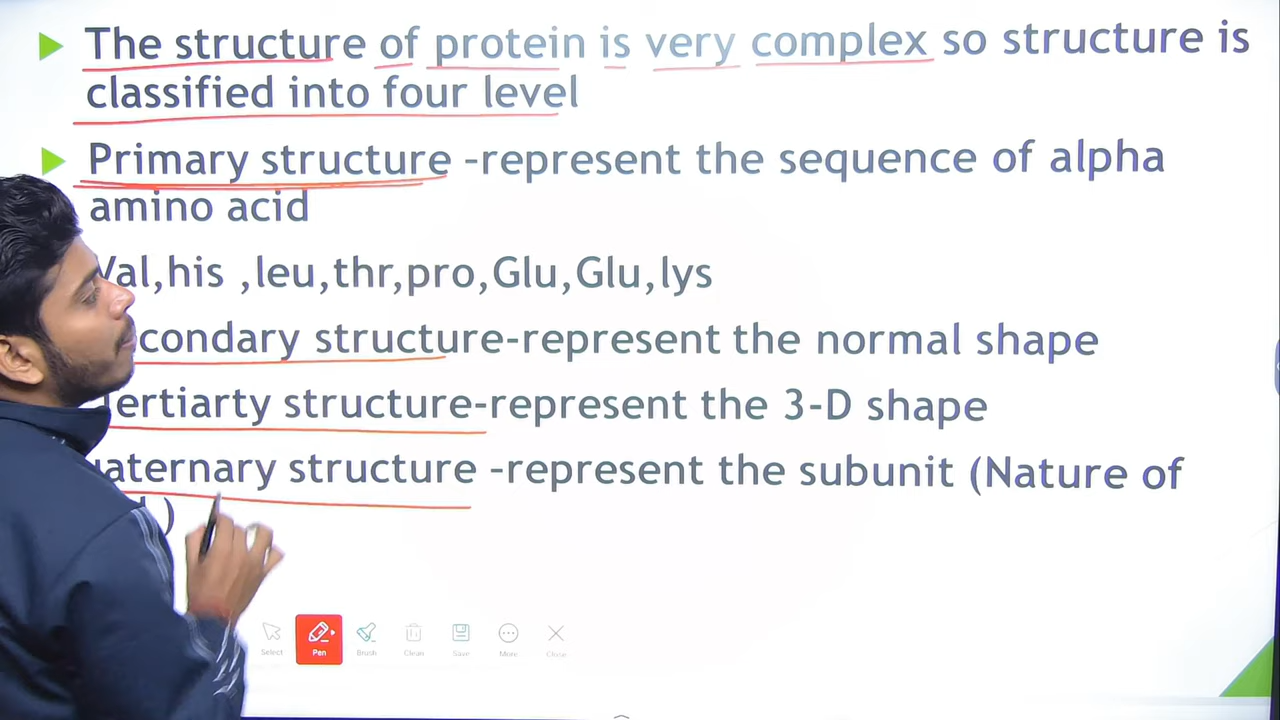 The structure of protein is very complex so structure is
classified into four level
Primary structure -represent the sequence of alpha
amino acid
Val,his ,leu,thr,pro,Glu,Glu,lys
condary structure-represent the normal shape
Tertiarty structure-represent the 3-D shape
uaternary structure -represent the subunit (Nature of
)
Select Pen Brush Clean Save More Close